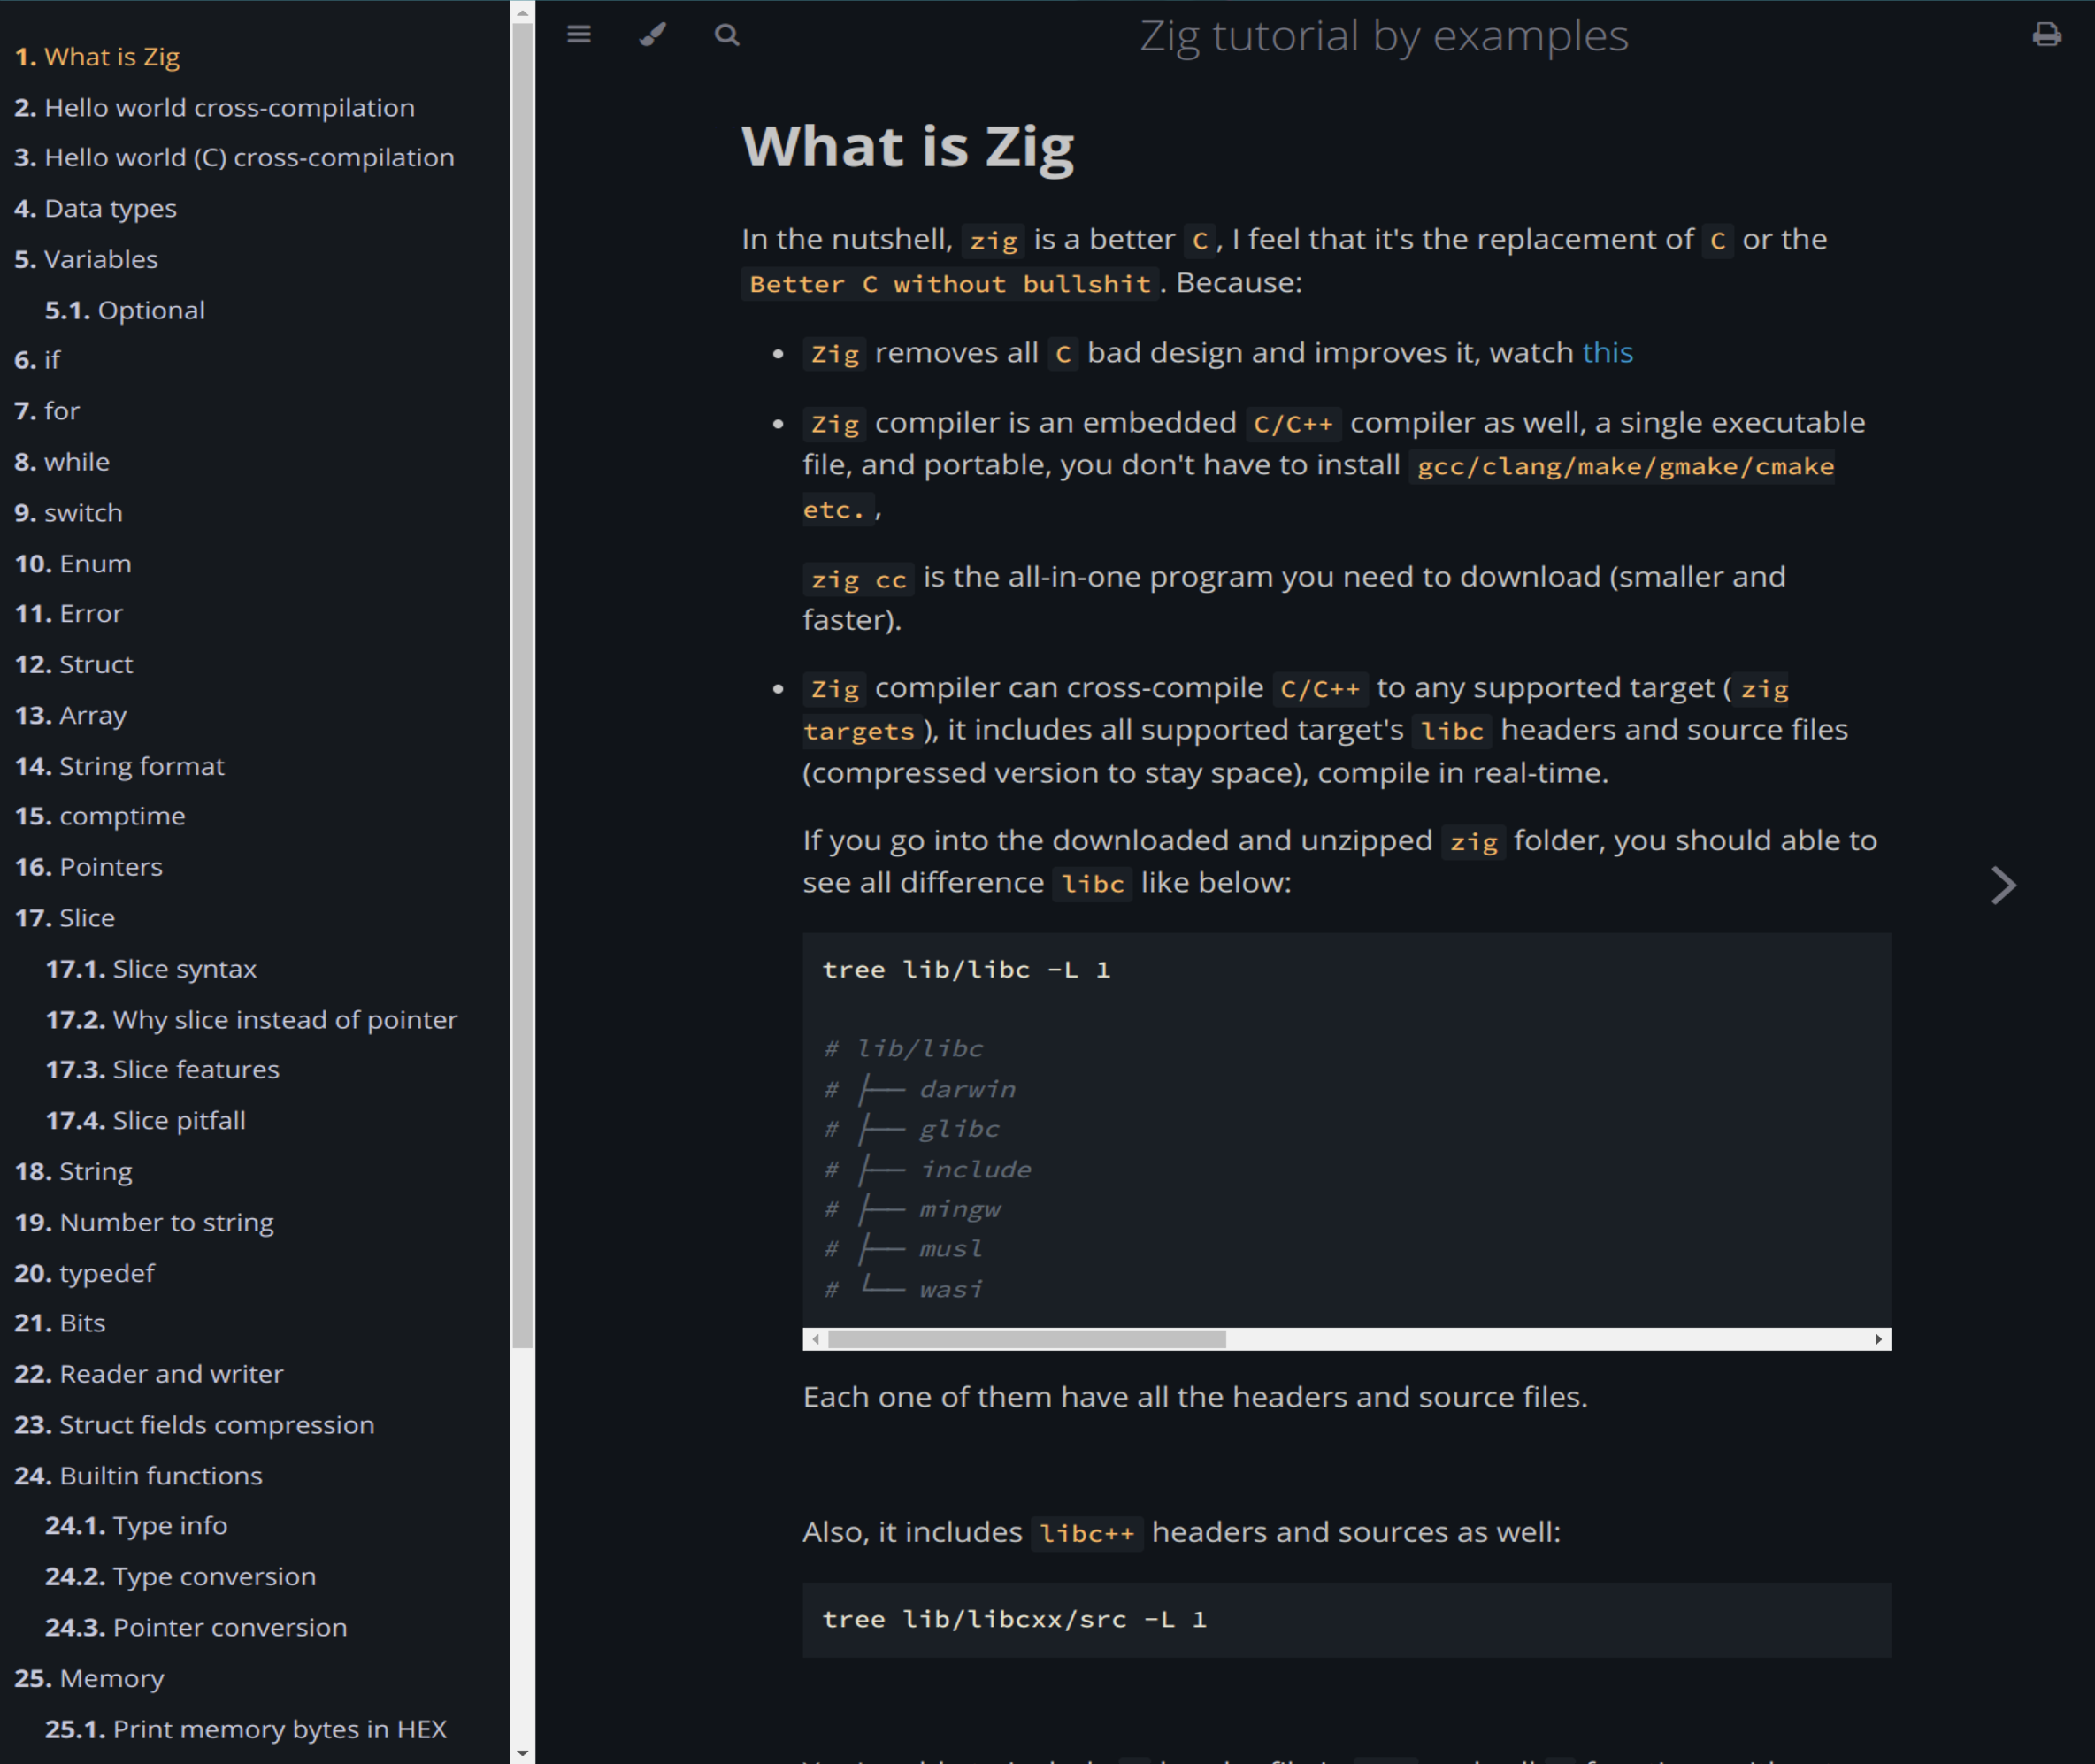 1. What is Zig
2. Hello world cross-compilation
3. Hello world (C) cross-compilation
4. Data types
5. Variables
5.1. Optional
6. if
7. for
8. while
9. switch
10. Enum
11. Error
12. Struct
13. Array
14. String format
15. comptime
16. Pointers
17. Slice
17.1. Slice syntax
17.2. Why slice instead of pointer
17.3. Slice features
17.4. Slice pitfall
18. String
19. Number to string
20. typedef
21. Bits
22. Reader and writer
23. Struct fields compression
24. Builtin functions
24.1. Type info
24.2. Type conversion
24.3. Pointer conversion
25. Memory
25.1. Print memory bytes in HEX
Zig tutorial by examples
What is Zig
In the nutshell, zig is a better C, I feel that it's the replacement of C or the
Better C without bullshit. Because:
• Zig removes all C bad design and improves it, watch this
• Zig compiler is an embedded C/C++ compiler as well, a single executable
file, and portable, you don't have to install gcc/clang/make/gmake/cmake
etc.,
zig cc is the all-in-one program you need to download (smaller and
faster).
• Zig compiler can cross-compile C/C++ to any supported target (zig
targets), it includes all supported target's libc headers and source files
(compressed version to stay space), compile in real-time.
If you go into the downloaded and unzipped zig folder, you should able to
see all difference libc like below:
tree lib/libc -L 1
# lib/libc
# ├── darwin
# ├── glibc
# ├── include
# ├── mingw
# ├── musl
# └── wasi
Each one of them have all the headers and source files.
Also, it includes libc++ headers and sources as well:
tree lib/libcxx/src -L 1